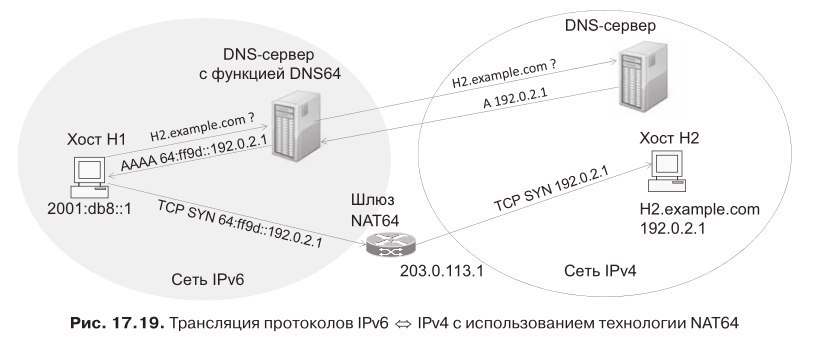 DNS-сервер
DNS-сервер
с функцией DNS64
H2.example.com ?
A 192.0.2.1
H2.example.com ?
AAAA 64:ff9d::192.0.2.1
Хост H1
2001:db8::1
TCP SYN 64:ff9d::192.0.2.1
Шлюз
NAT64
203.0.113.1
TCP SYN 192.0.2.1
Хост H2
H2.example.com
192.0.2.1
Сеть IPv6
Сеть IPv4
Рис. 17.19. Трансляция протоколов IPv6 ⇔ IPv4 с использованием технологии NAT64